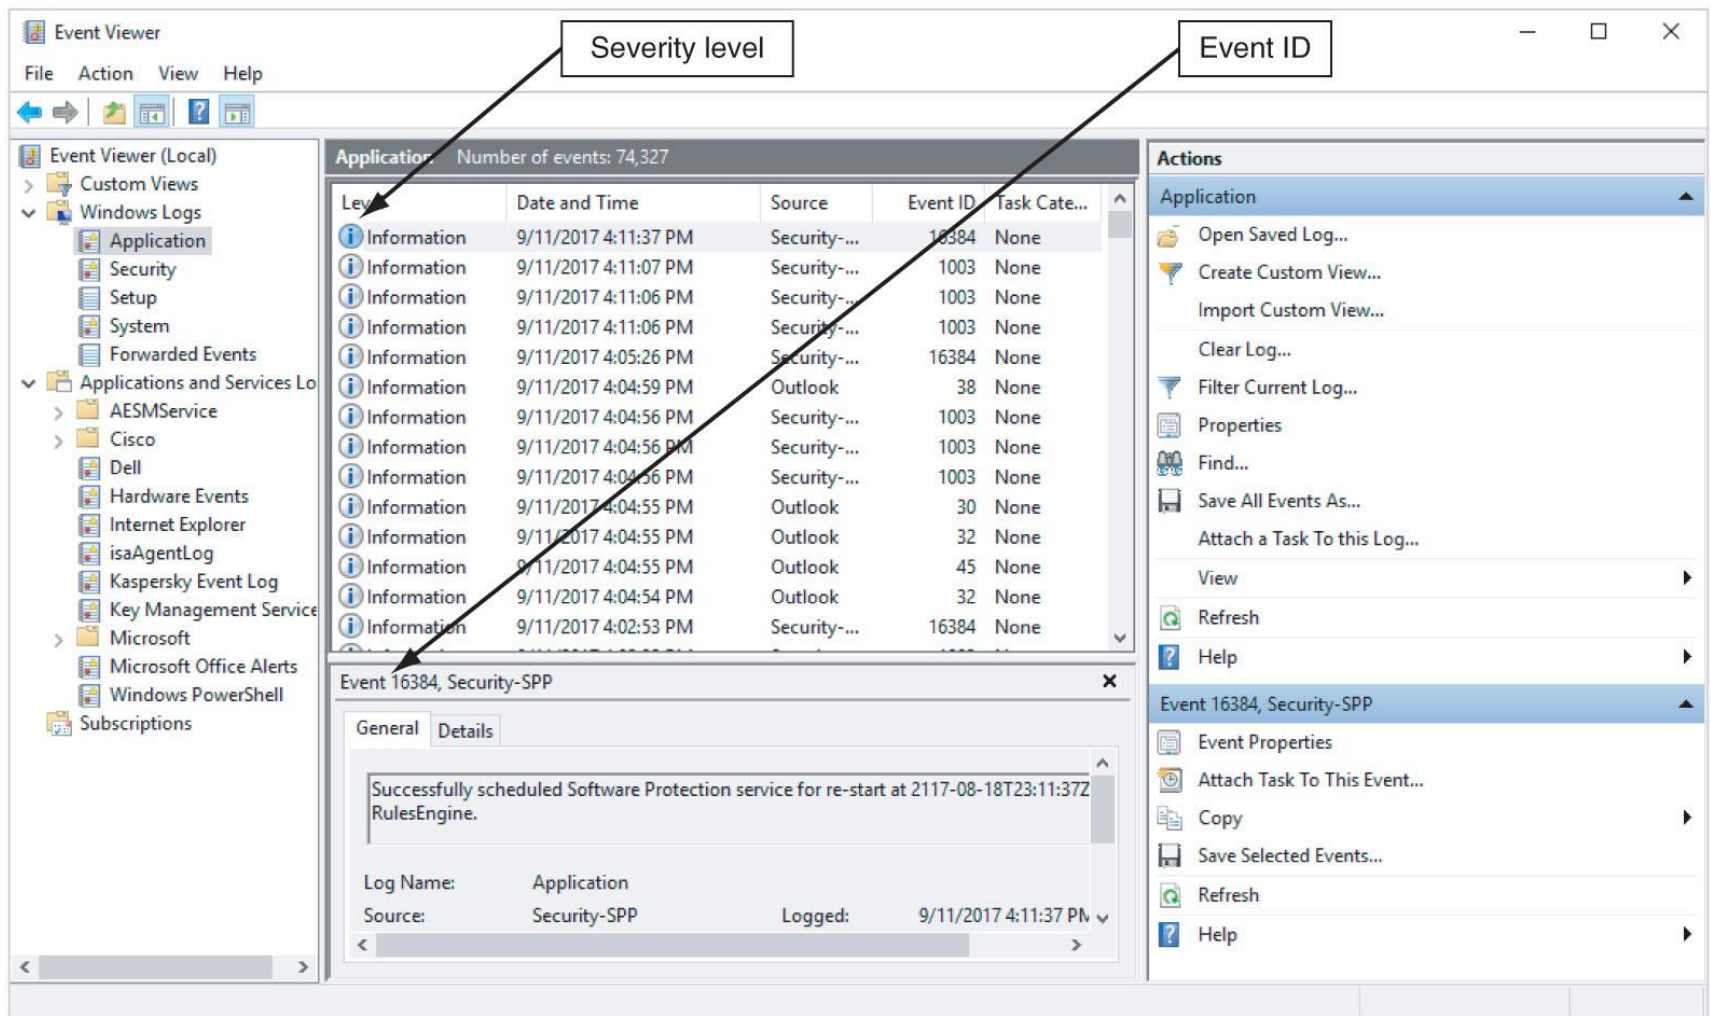 Event Viewer
Severity level
Event ID
File Action View Help
Event Viewer (Local)
Custom Views
Windows Logs
Application
Security
Setup
System
Forwarded Events
Applications and Services Lo
AESMService
Cisco
Dell
Hardware Events
Internet Explorer
isaAgentLog
Kaspersky Event Log
Key Management Service
Microsoft
Microsoft Office Alerts
Windows PowerShell
Subscriptions
Application Number of events: 74,327
Lev Date and Time Source Event ID Task Cate...
Information 9/11/2017 4:11:37 PM Security-... 16384 None
Information 9/11/2017 4:11:07 PM Security-... 1003 None
Information 9/11/2017 4:11:06 PM Security-... 1003 None
Information 9/11/2017 4:11:06 PM Security-... 1003 None
Information 9/11/2017 4:05:26 PM Security-... 16384 None
Information 9/11/2017 4:04:59 PM Outlook 38 None
Information 9/11/2017 4:04:56 PM Security-... 1003 None
Information 9/11/2017 4:04:56 PM Security-... 1003 None
Information 9/11/2017 4:04:56 PM Security-... 1003 None
Information 9/11/2017 4:04:55 PM Outlook 30 None
Information 9/11/2017 4:04:55 PM Outlook 32 None
Information 9/11/2017 4:04:55 PM Outlook 45 None
Information 9/11/2017 4:04:54 PM Outlook 32 None
Information 9/11/2017 4:02:53 PM Security-... 16384 None
Event 16384, Security-SPP
General Details
Successfully scheduled Software Protection service for re-start at 2117-08-18T23:11:37Z
RulesEngine.
Log Name: Application
Source: Security-SPP Logged: 9/11/2017 4:11:37 PM
Actions
Application
Open Saved Log...
Create Custom View...
Import Custom View...
Clear Log...
Filter Current Log...
Properties
Find...
Save All Events As...
Attach a Task To this Log...
View
Refresh
Help
Event 16384, Security-SPP
Event Properties
Attach Task To This Event...
Copy
Save Selected Events...
Refresh
Help